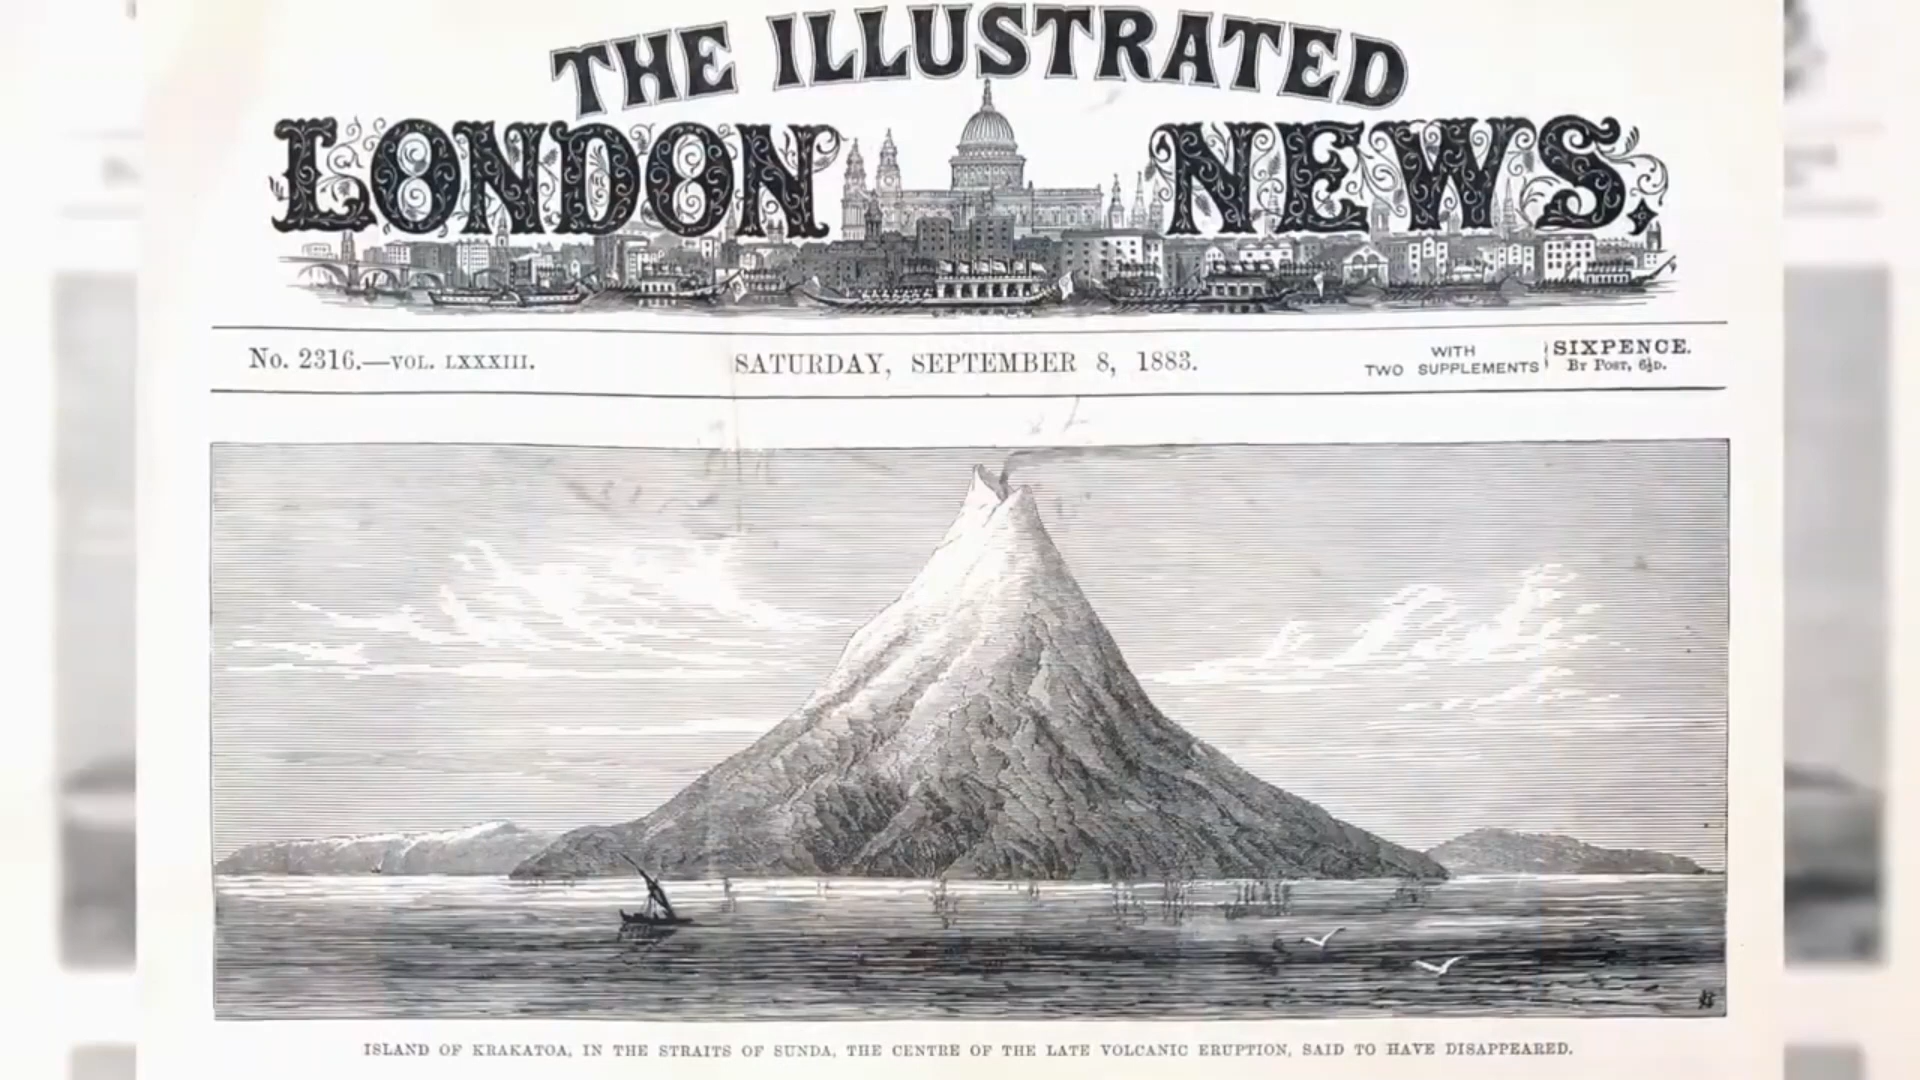 THE ILLUSTRATED
LONDON NEWS.
No. 2316.—VOL. LXXXIII.
SATURDAY, SEPTEMBER 8, 1883.
WITH
TWO SUPPLEMENTS
SIXPENCE.
BY POST, 6½D.
ISLAND OF KRAKATOA, IN THE STRAITS OF SUNDA, THE CENTRE OF THE LATE VOLCANIC ERUPTION, SAID TO HAVE DISAPPEARED.